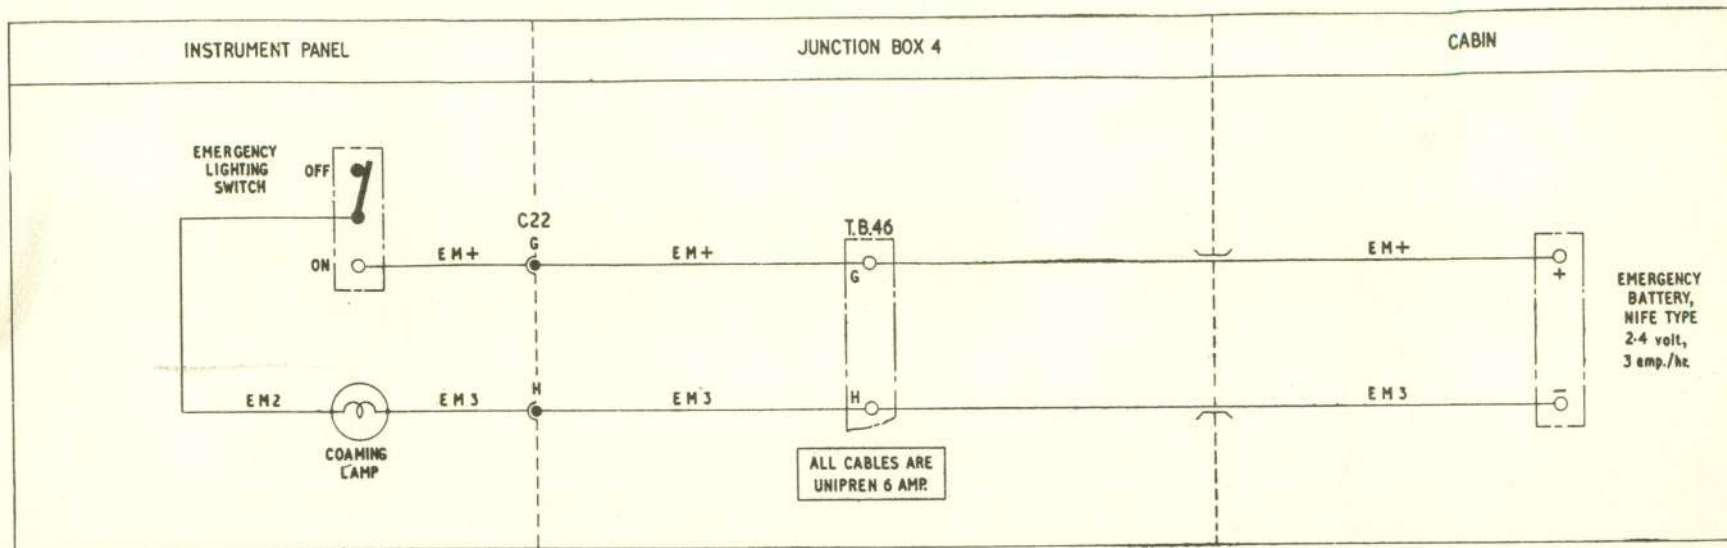 INSTRUMENT PANEL
JUNCTION BOX 4
CABIN
EMERGENCY
LIGHTING
SWITCH
OFF
ON
EM+
C22
G
EM+
T.B.46
G
EM+
+
EMERGENCY
BATTERY,
NIFE TYPE
2·4 volt,
3 amp./hr.
EM2
EM3
H
EM3
H
EM3
−
COAMING
LAMP
ALL CABLES ARE
UNIPREN 6 AMP.